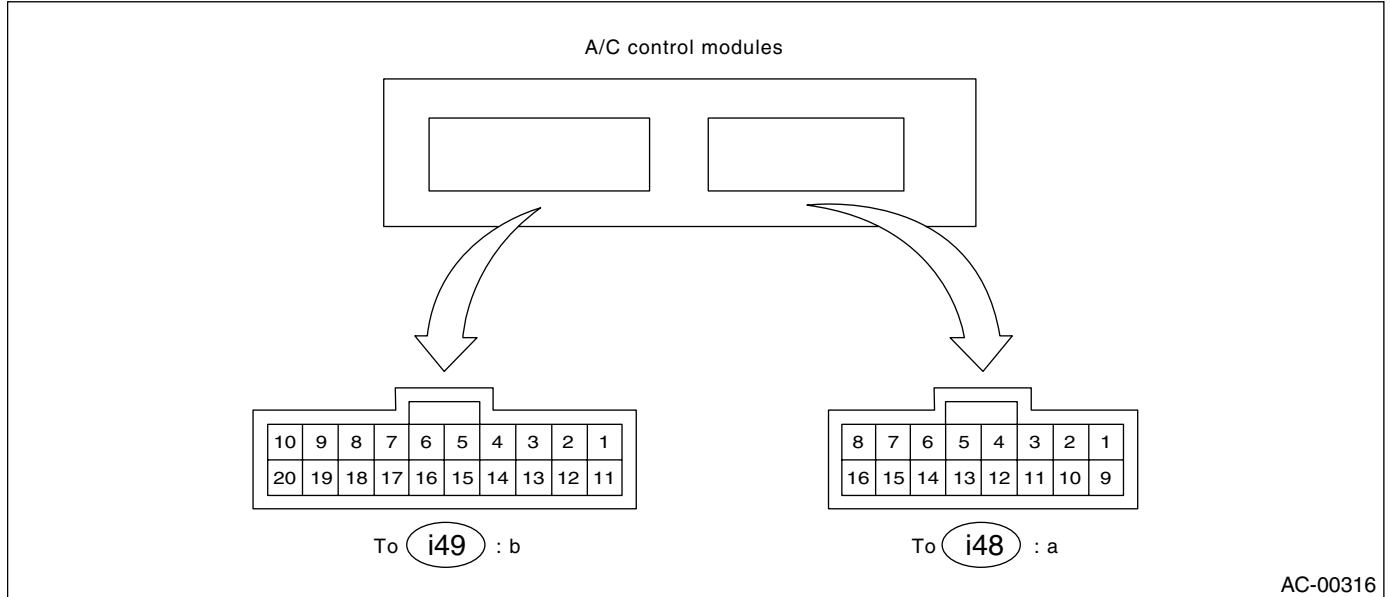 A/C control modules
10 9 8 7 6 5 4 3 2 1
20 19 18 17 16 15 14 13 12 11
To i49 : b
8 7 6 5 4 3 2 1
16 15 14 13 12 11 10 9
To i48 : a
AC-00316